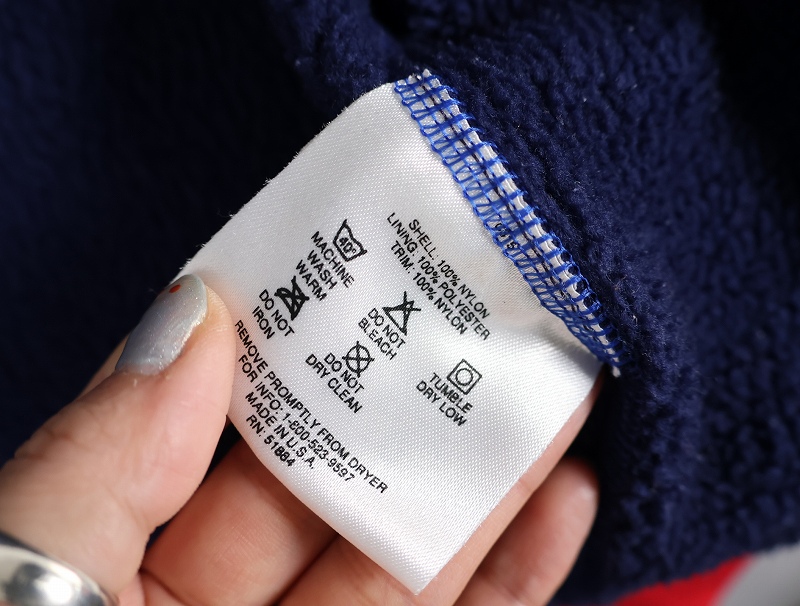 SHELL: 100% NYLON
LINING: 100% POLYESTER
TRIM: 100% NYLON
40°
MACHINE
WASH
WARM
DO NOT
BLEACH
TUMBLE
DRY LOW
DO NOT
IRON
DO NOT
DRY CLEAN
REMOVE PROMPTLY FROM DRYER
FOR INFO: 1-800-523-9597
MADE IN U.S.A.
RN: 51884